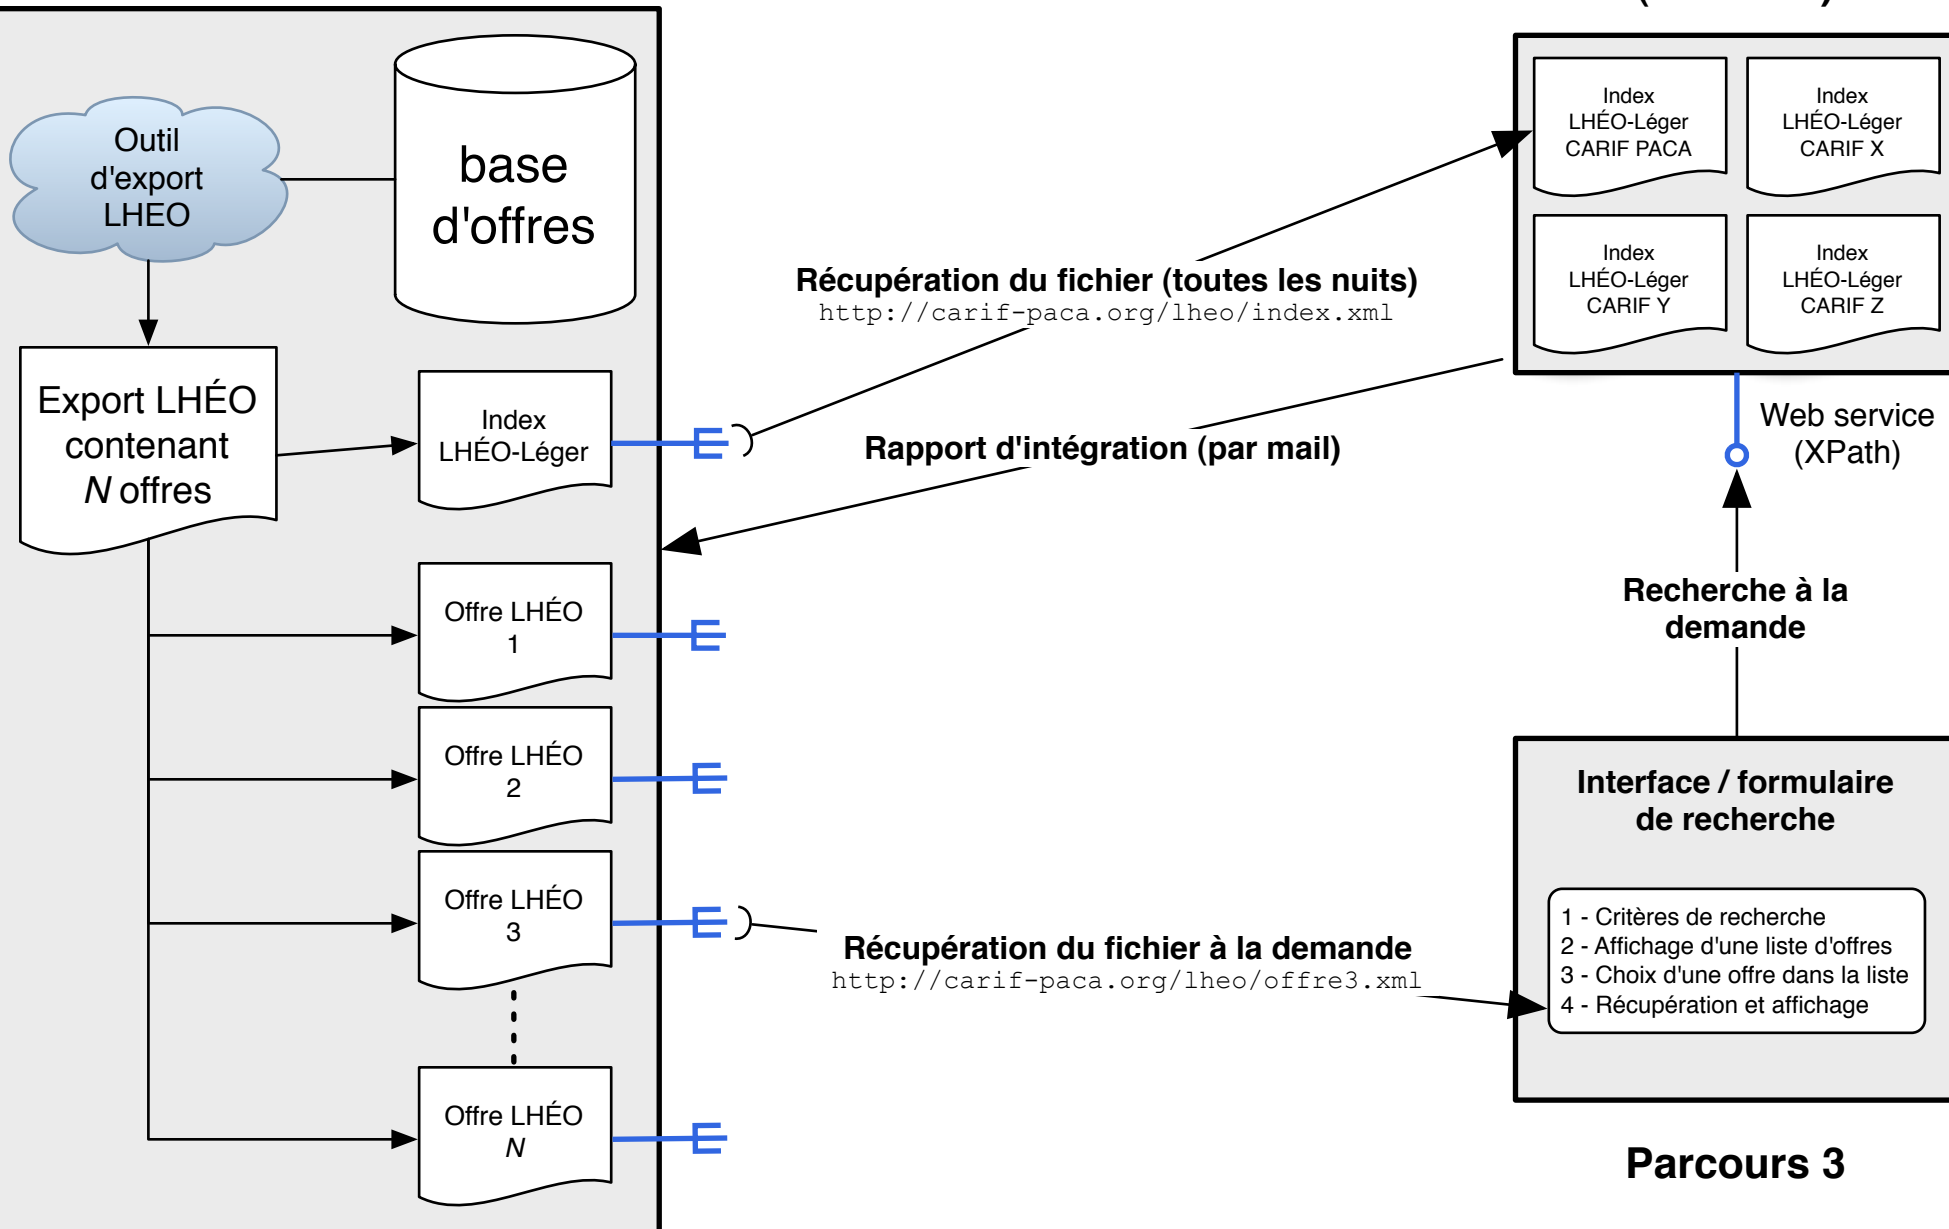 Outil
d'export
LHEO
base
d'offres
Export LHÉO
contenant
N offres
Index
LHÉO-Léger
Offre LHÉO
1
Offre LHÉO
2
Offre LHÉO
3
Offre LHÉO
N
Récupération du fichier (toutes les nuits)
http://carif-paca.org/lheo/index.xml
Rapport d'intégration (par mail)
Récupération du fichier à la demande
http://carif-paca.org/lheo/offre3.xml
Index
LHÉO-Léger
CARIF PACA
Index
LHÉO-Léger
CARIF X
Index
LHÉO-Léger
CARIF Y
Index
LHÉO-Léger
CARIF Z
Web service
(XPath)
Recherche à la
demande
Interface / formulaire
de recherche
1 - Critères de recherche
2 - Affichage d'une liste d'offres
3 - Choix d'une offre dans la liste
4 - Récupération et affichage
Parcours 3